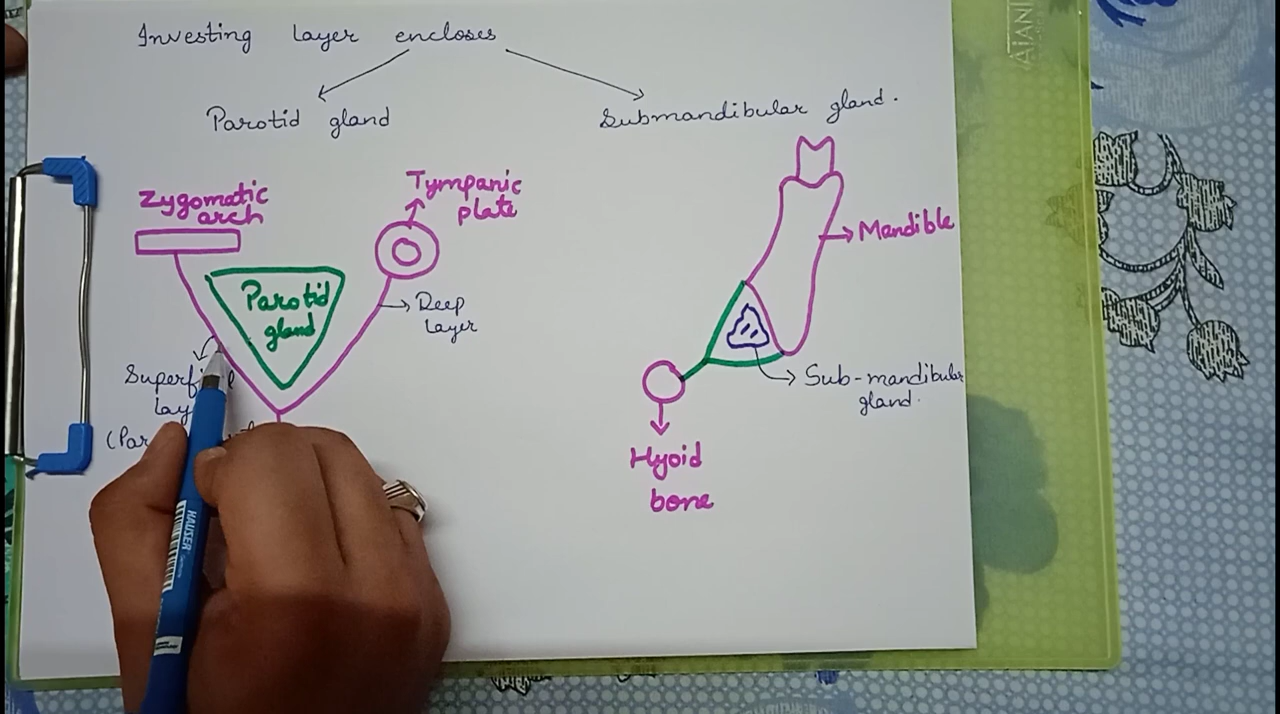 Investing layer encloses
Parotid gland
Submandibular gland.
Zygomatic
arch
Tympanic
plate
Mandible
Parotid
gland
Deep
layer
Sub-mandibular
gland.
Hyoid
bone
HAUSER